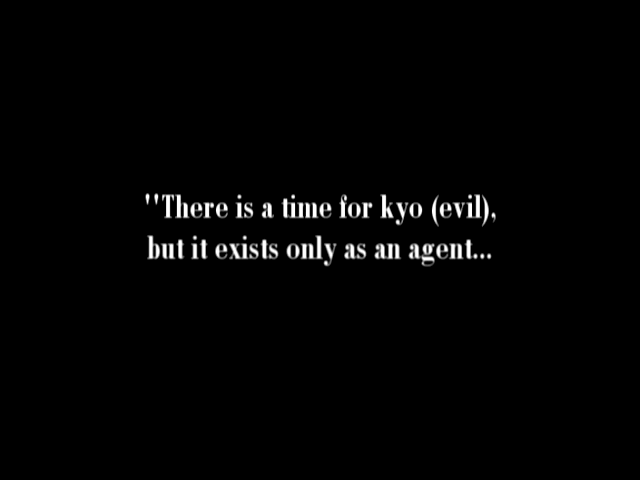 "There is a time for kyo (evil),
but it exists only as an agent...